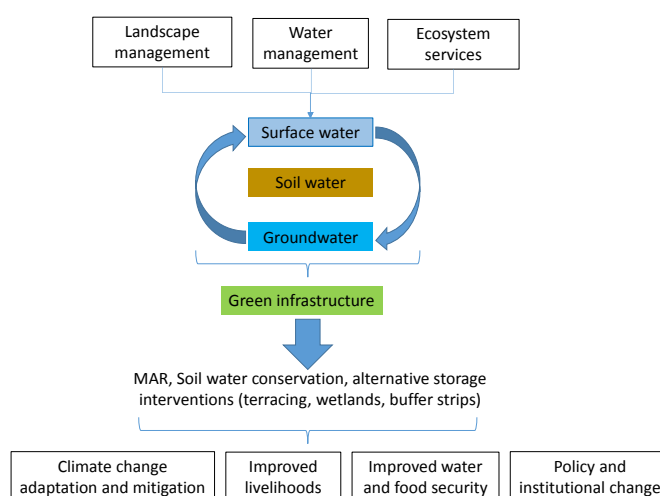 Landscape
management
Water
management
Ecosystem
services
Surface water
Soil water
Groundwater
Green infrastructure
MAR, Soil water conservation, alternative storage
interventions (terracing, wetlands, buffer strips)
Climate change
adaptation and mitigation
Improved
livelihoods
Improved water
and food security
Policy and
institutional change